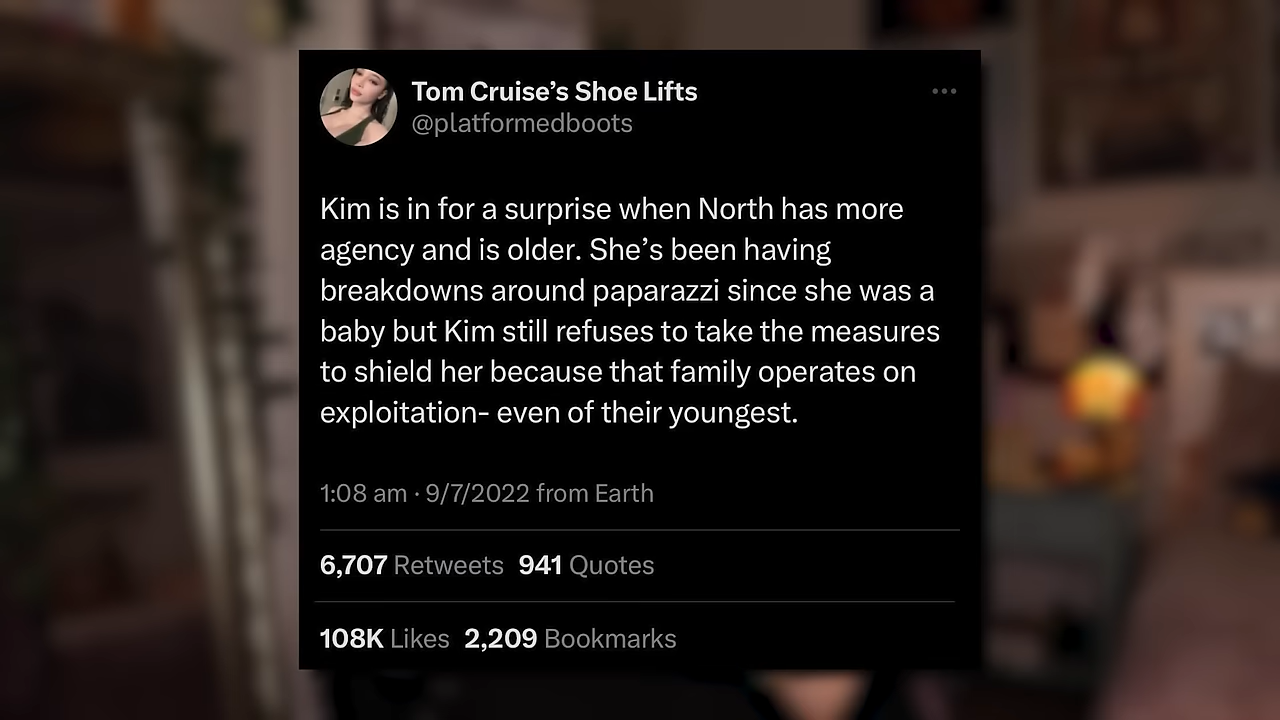 Tom Cruise’s Shoe Lifts
@platformedboots
Kim is in for a surprise when North has more
agency and is older. She’s been having
breakdowns around paparazzi since she was a
baby but Kim still refuses to take the measures
to shield her because that family operates on
exploitation- even of their youngest.
1:08 am · 9/7/2022 from Earth
6,707 Retweets 941 Quotes
108K Likes 2,209 Bookmarks